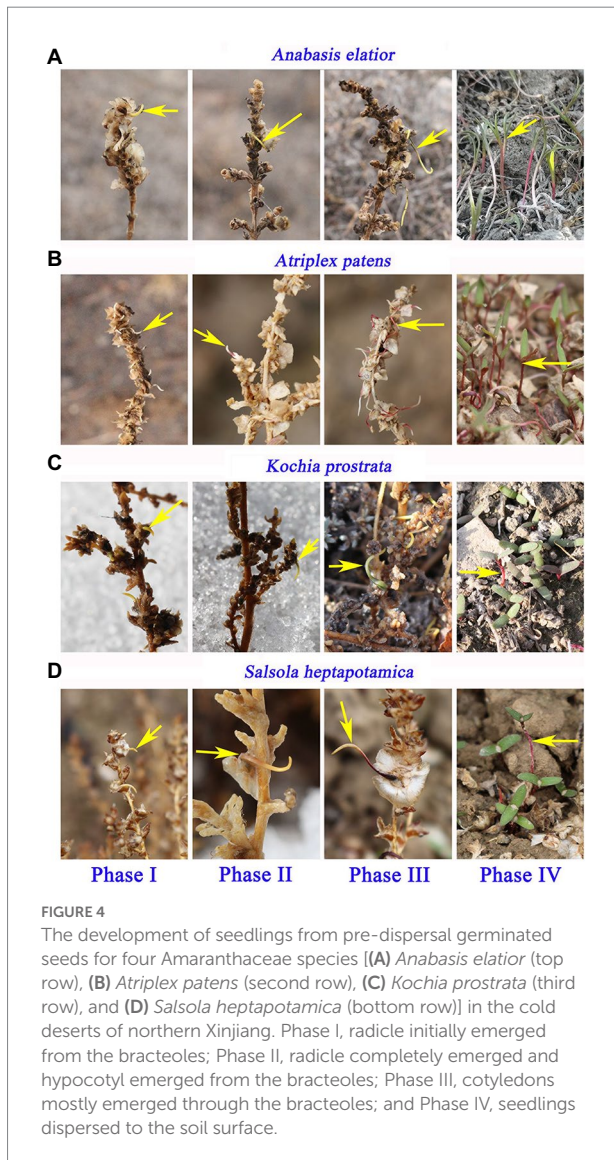 A
Anabasis elatior
B
Atriplex patens
C
Kochia prostrata
D
Salsola heptapotamica
Phase I Phase II Phase III Phase IV
FIGURE 4
The development of seedlings from pre-dispersal germinated
seeds for four Amaranthaceae species [(A) Anabasis elatior (top
row), (B) Atriplex patens (second row), (C) Kochia prostrata (third
row), and (D) Salsola heptapotamica (bottom row)] in the cold
deserts of northern Xinjiang. Phase I, radicle initially emerged
from the bracteoles; Phase II, radicle completely emerged and
hypocotyl emerged from the bracteoles; Phase III, cotyledons
mostly emerged through the bracteoles; and Phase IV, seedlings
dispersed to the soil surface.